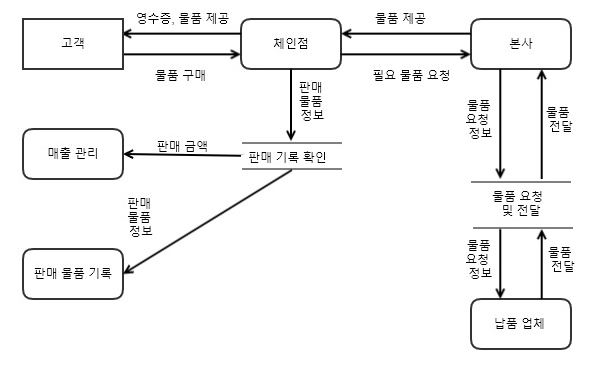 영수증, 물품 제공
물품 제공
고객
체인점
본사
물품 구매
필요 물품 요청
판매
물품
정보
물품
요청
정보
물품
전달
매출 관리
판매 금액
판매 기록 확인
물품 요청
및 전달
판매
물품
정보
물품
요청
정보
물품
전달
판매 물품 기록
납품 업체